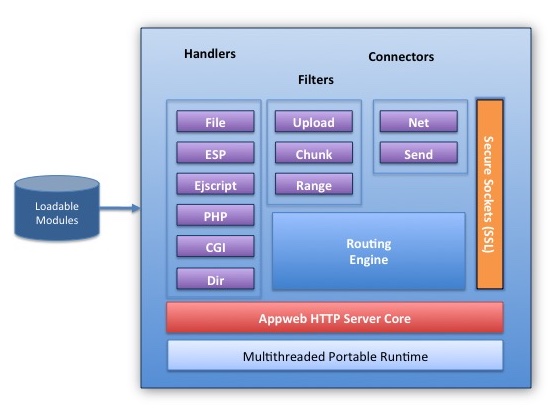 Handlers
Connectors
Filters
File
ESP
Ejscript
PHP
CGI
Dir
Upload
Chunk
Range
Net
Send
Secure Sockets (SSL)
Loadable
Modules
Routing
Engine
Appweb HTTP Server Core
Multithreaded Portable Runtime